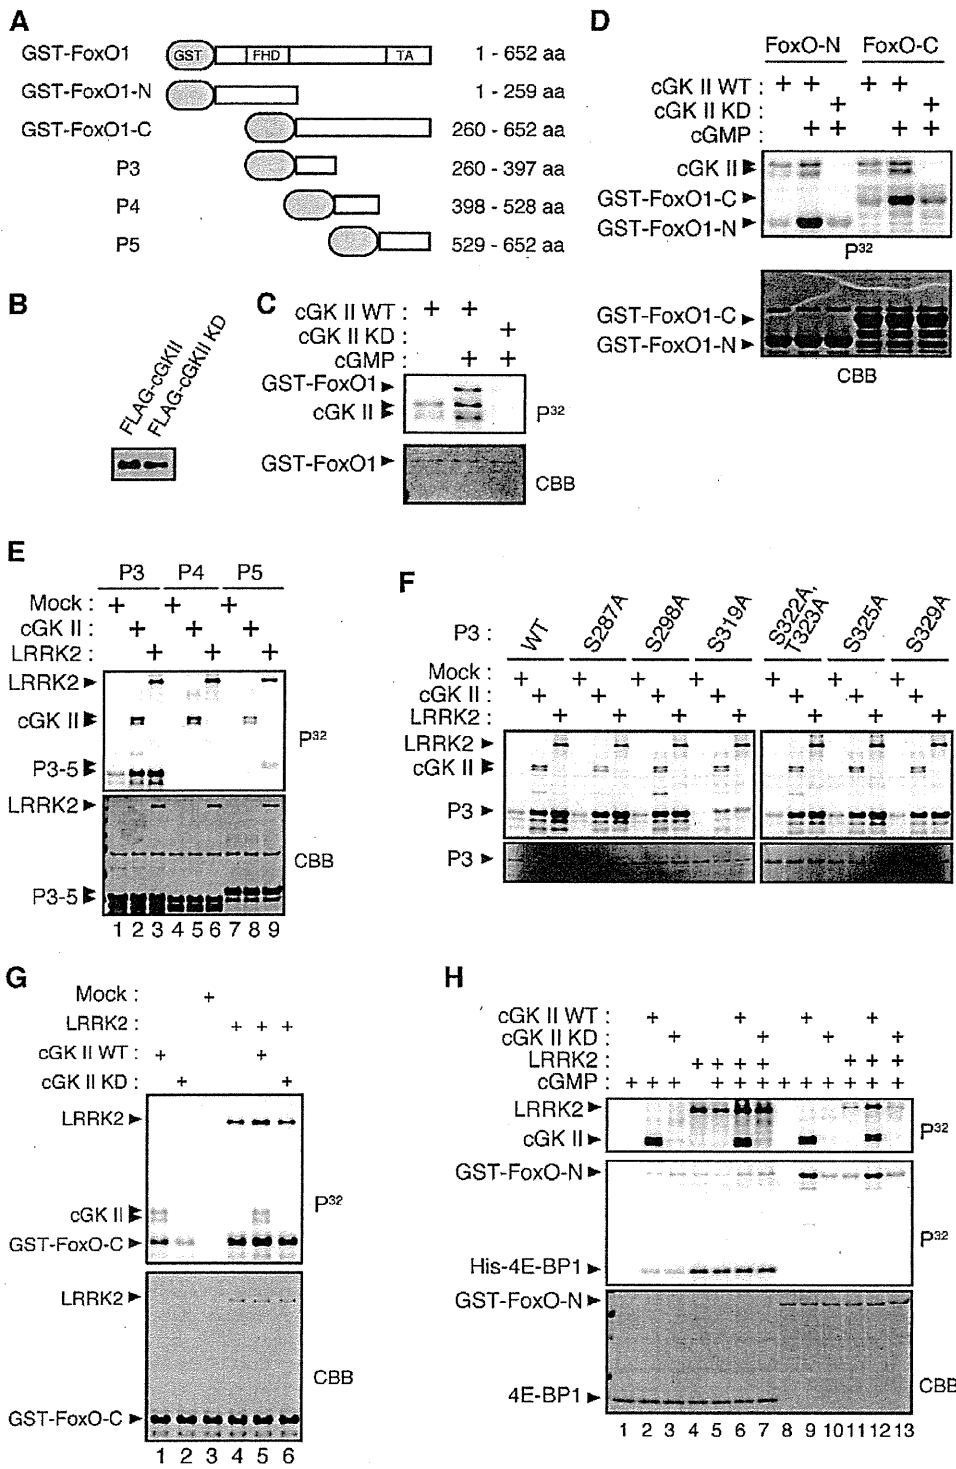 A
GST-FoxO1 GST FHD TA 1 - 652 aa
GST-FoxO1-N 1 - 259 aa
GST-FoxO1-C 260 - 652 aa
P3 260 - 397 aa
P4 398 - 528 aa
P5 529 - 652 aa
B
FLAG-cGKII
FLAG-cGKII KD
C
cGK II WT : + +
cGK II KD : +
cGMP : + +
GST-FoxO1
cGK II
P32
GST-FoxO1
CBB
D
FoxO-N FoxO-C
cGK II WT : + + + +
cGK II KD : + +
cGMP : + + + +
cGK II
GST-FoxO1-C
GST-FoxO1-N
P32
GST-FoxO1-C
GST-FoxO1-N
CBB
E
P3 P4 P5
Mock : + + +
cGK II : + + +
LRRK2 : + + +
LRRK2
cGK II
P3-5
P32
LRRK2
CBB
P3-5
1 2 3 4 5 6 7 8 9
F
P3 : WT S287A S298A S319A S322A, T323A S325A S329A
Mock : + + + + + + +
cGK II : + + + + + + +
LRRK2 : + + + + + + +
LRRK2
cGK II
P3
P32
P3
CBB
G
Mock : +
LRRK2 : + + +
cGK II WT : + +
cGK II KD : + +
LRRK2
cGK II
GST-FoxO-C
P32
LRRK2
CBB
GST-FoxO-C
1 2 3 4 5 6
H
cGK II WT : + + + +
cGK II KD : + + + +
LRRK2 : + + + + + + +
cGMP : + + + + + + + + + + + +
LRRK2
cGK II
P32
GST-FoxO-N
P32
His-4E-BP1
GST-FoxO-N
4E-BP1
CBB
1 2 3 4 5 6 7 8 9 10 11 12 13